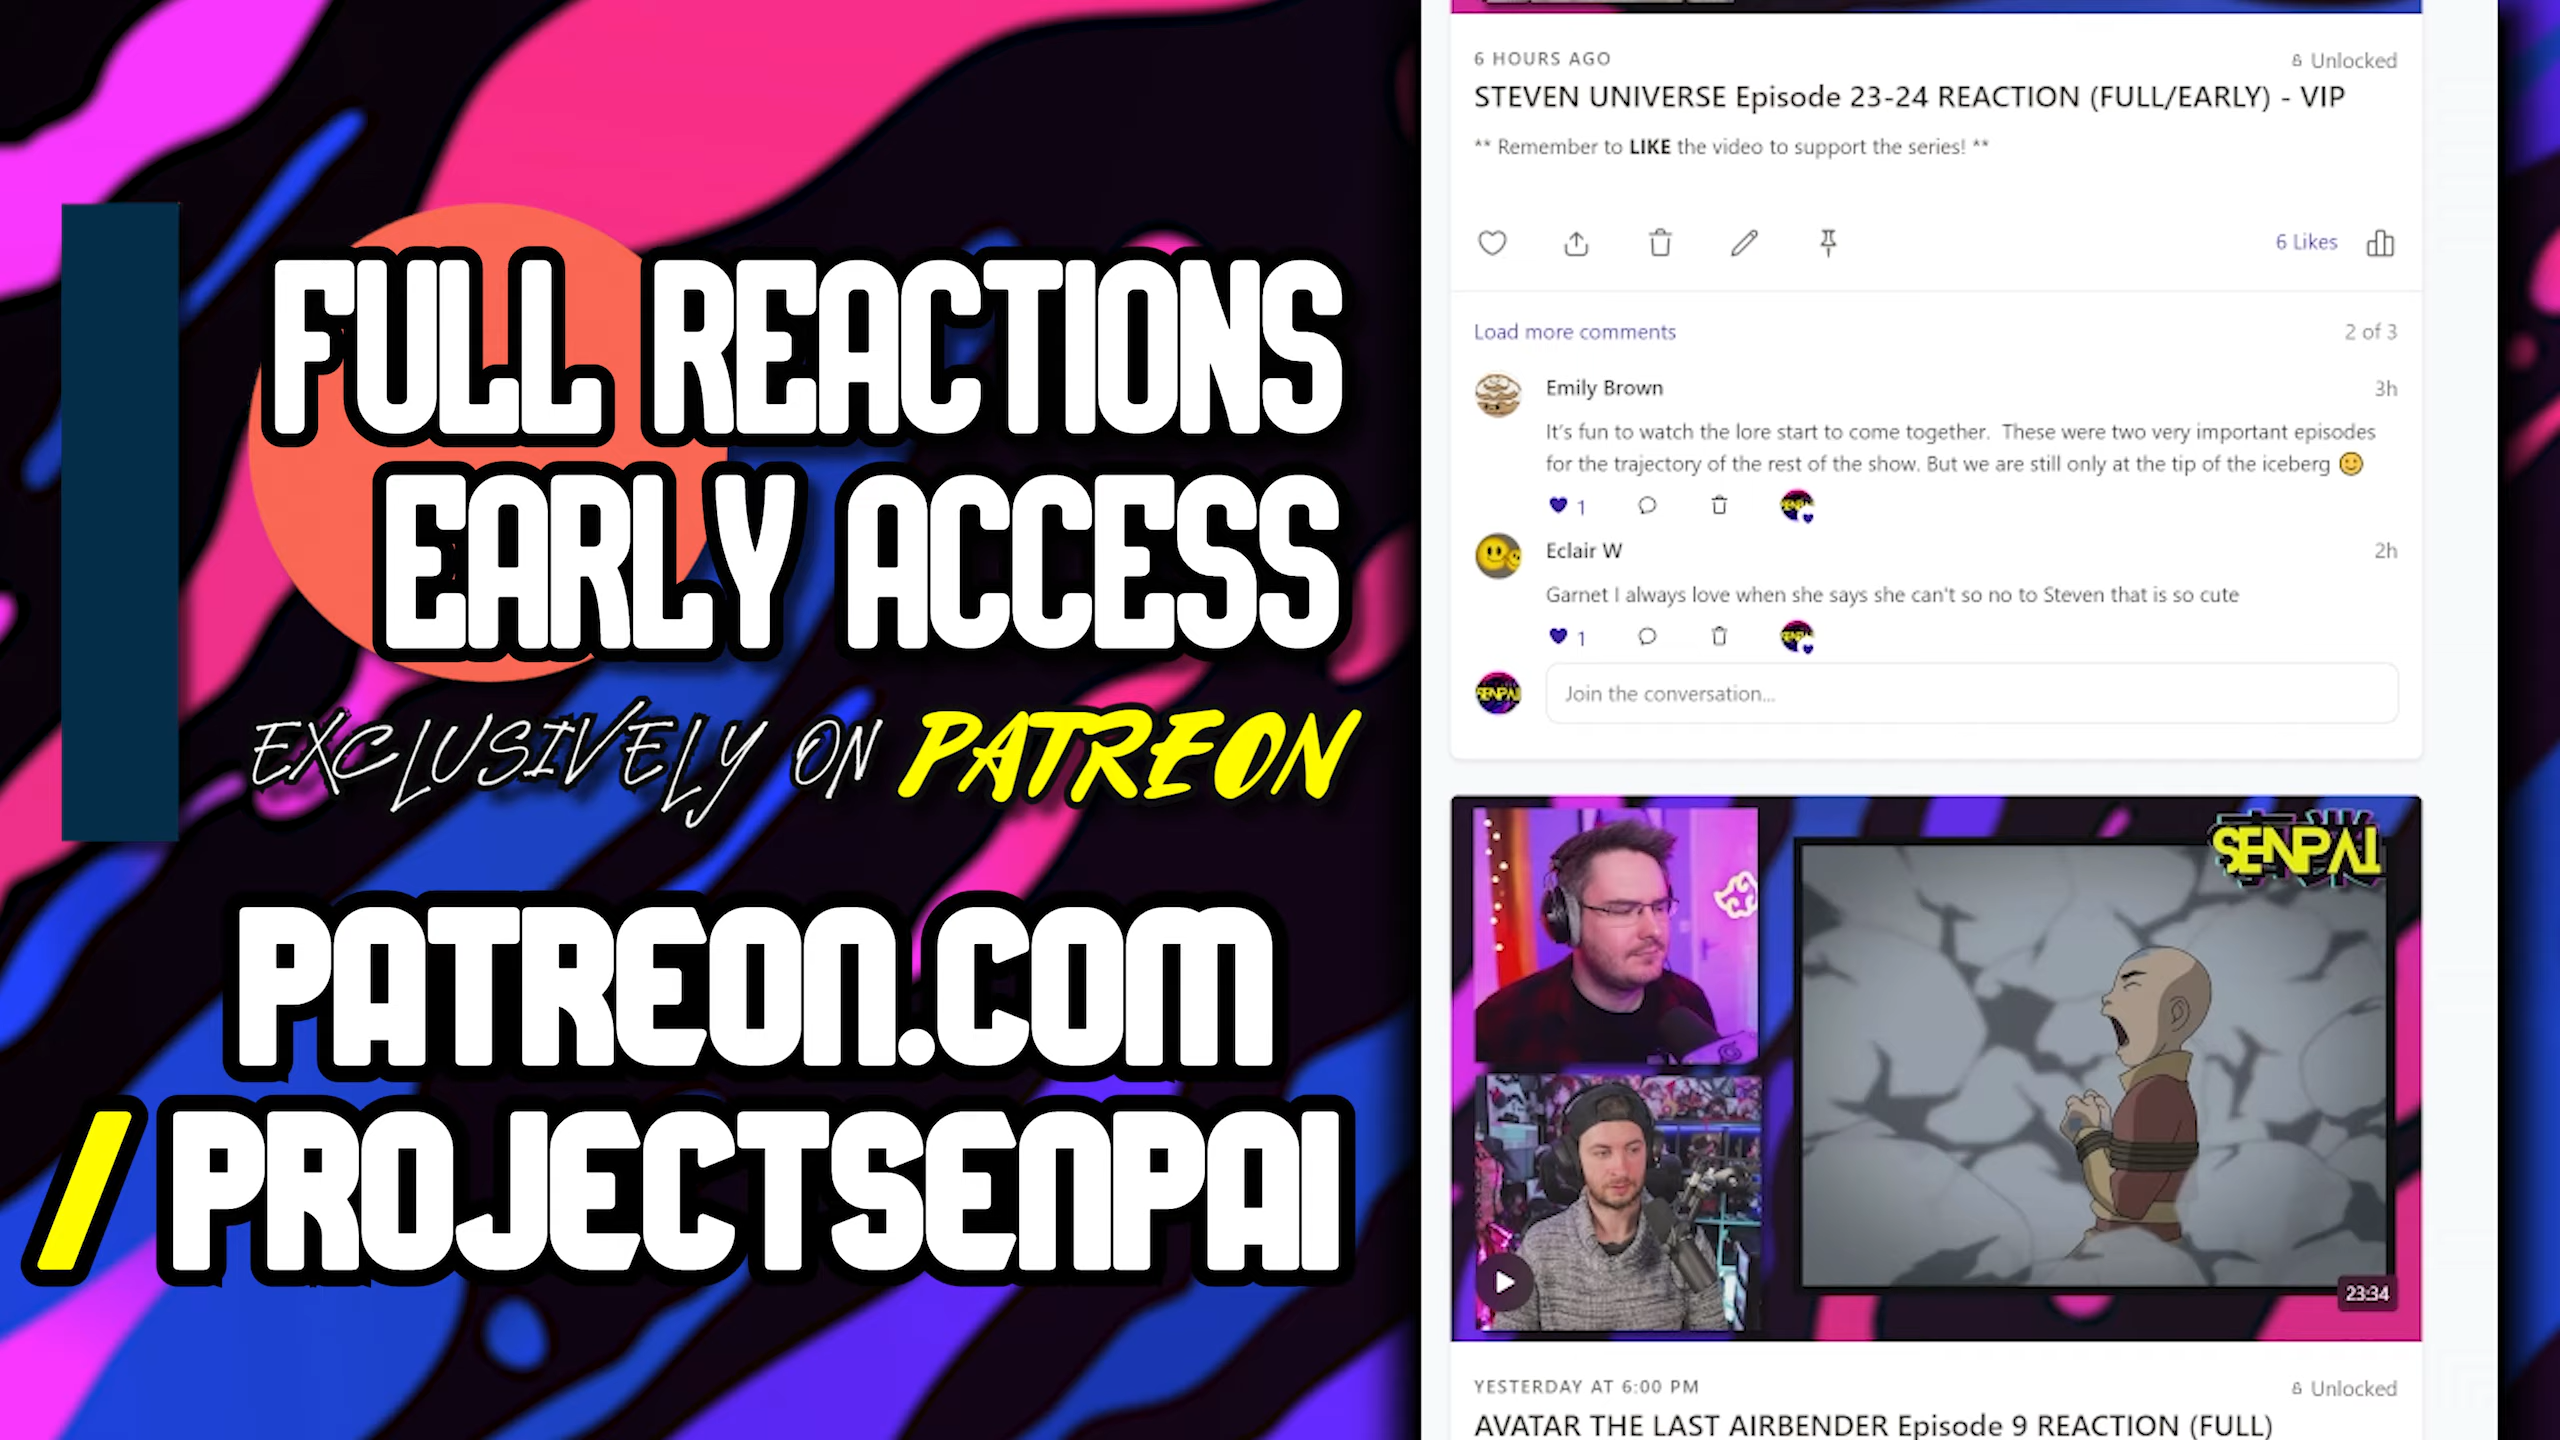 FULL REACTIONS
EARLY ACCESS
EXCLUSIVELY ON PATREON
PATREON.COM
/PROJECTSENPAI
6 HOURS AGO
Unlocked
STEVEN UNIVERSE Episode 23-24 REACTION (FULL/EARLY) - VIP
** Remember to LIKE the video to support the series! **
6 Likes
Load more comments
2 of 3
Emily Brown
3h
It's fun to watch the lore start to come together.  These were two very important episodes
for the trajectory of the rest of the show. But we are still only at the tip of the iceberg 🙂
1
Eclair W
2h
Garnet I always love when she says she can't so no to Steven that is so cute
1
SENPAI
Join the conversation...
SENPAI
23:34
YESTERDAY AT 6:00 PM
Unlocked
AVATAR THE LAST AIRBENDER Episode 9 REACTION (FULL)